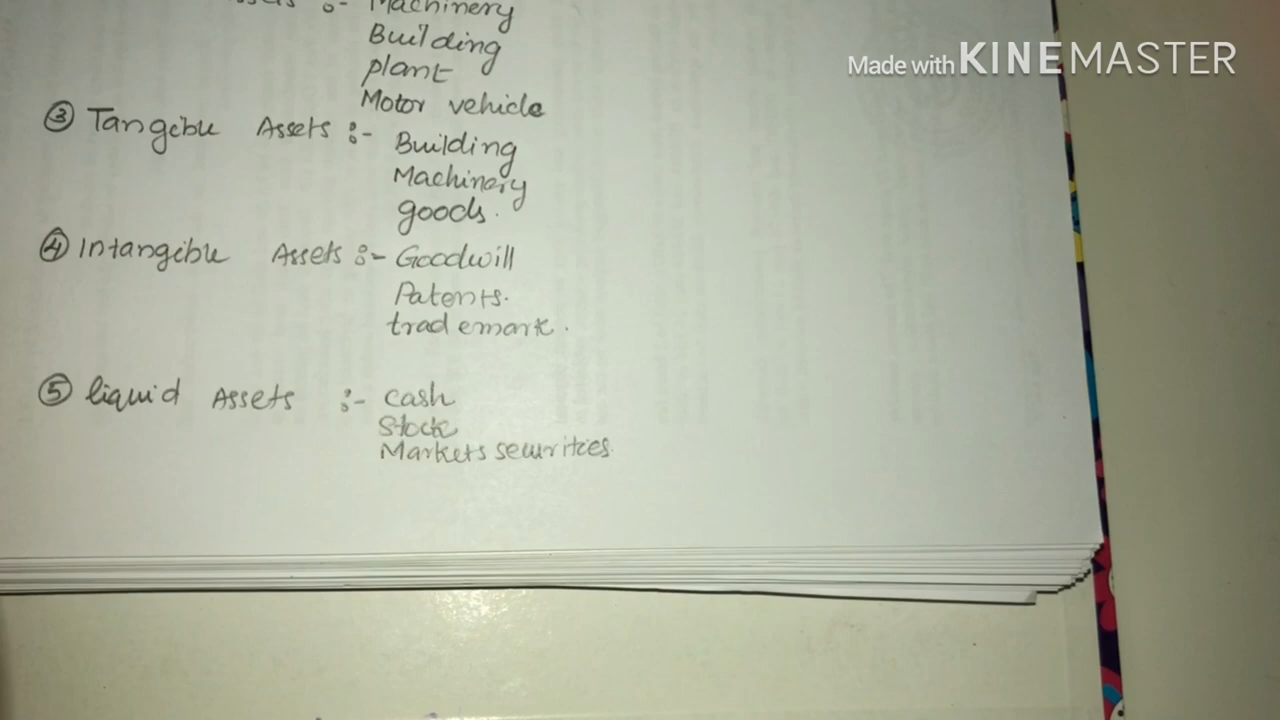 :- Machinery
Building
plant
Motor vehicle
Made with KINEMASTER
③ Tangible Assets :- Building
Machinery
goods.
④ Intangible Assets :- Goodwill
Patents.
trademark.
⑤ liquid Assets :- cash
Stock
Markets securities.